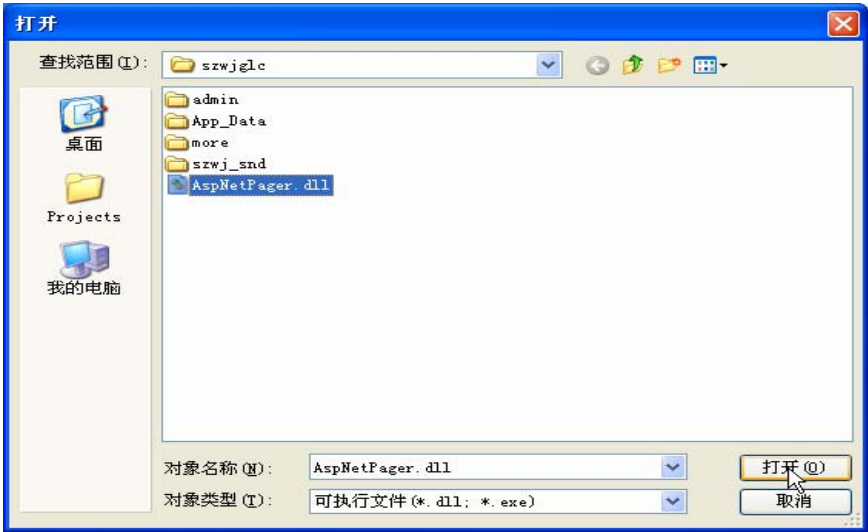 打开
查找范围(I): szwjglc
桌面
Projects
我的电脑
admin
App_Data
more
szwj_snd
AspNetPager.dll
对象名称(N): AspNetPager.dll 打开(O)
对象类型(T): 可执行文件(*.dll; *.exe) 取消